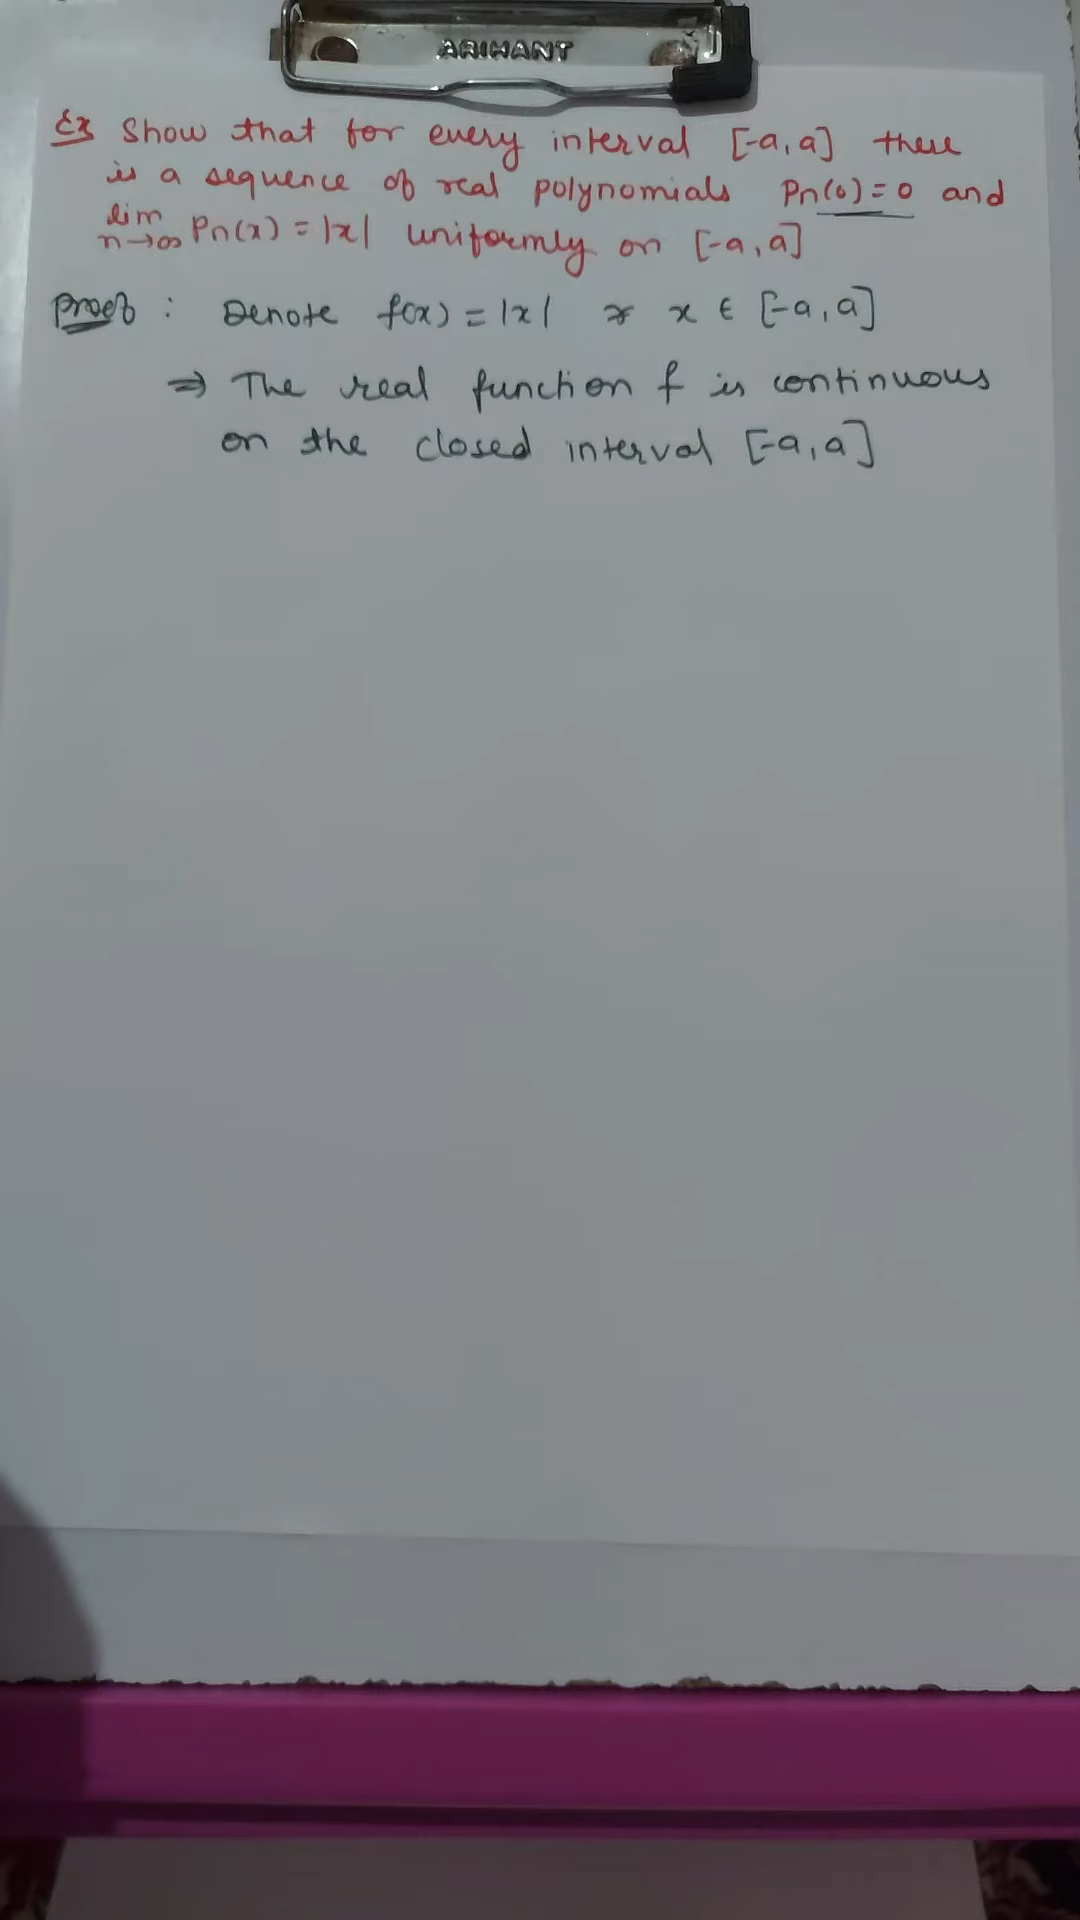 ARIHANT
Ex Show that for every interval [-a, a] there
is a sequence of real polynomials Pn(0) = 0 and
lim n→∞ Pn(x) = |x| uniformly on [-a, a]
Proof : Denote f(x) = |x| ∀ x ∈ [-a, a]
⇒ The real function f is continuous
on the closed interval [-a, a]